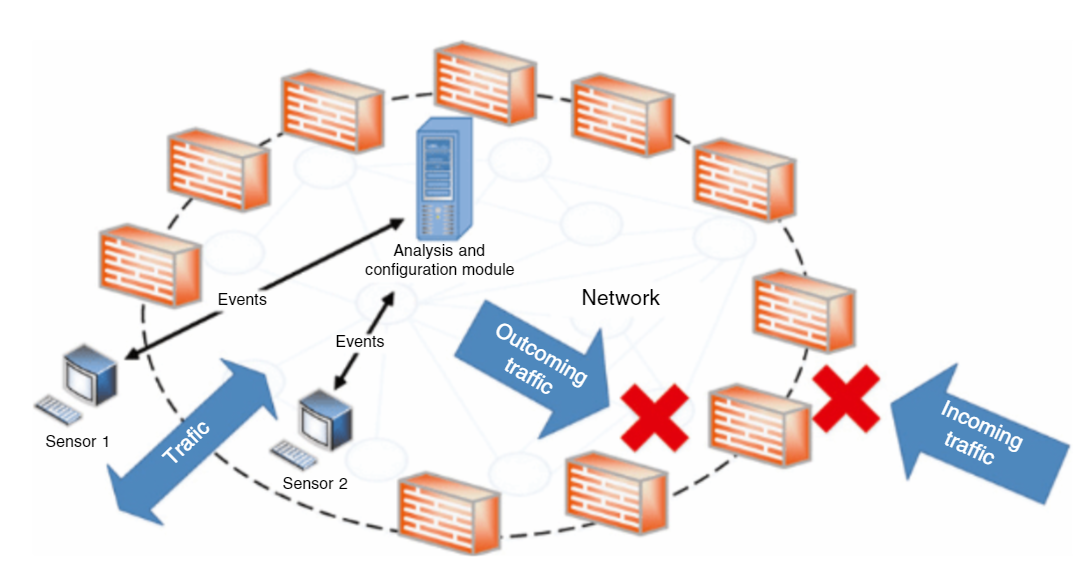 Analysis and
configuration module
Events
Network
Events
Outcoming
traffic
Incoming
traffic
Sensor 1
Trafic
Sensor 2